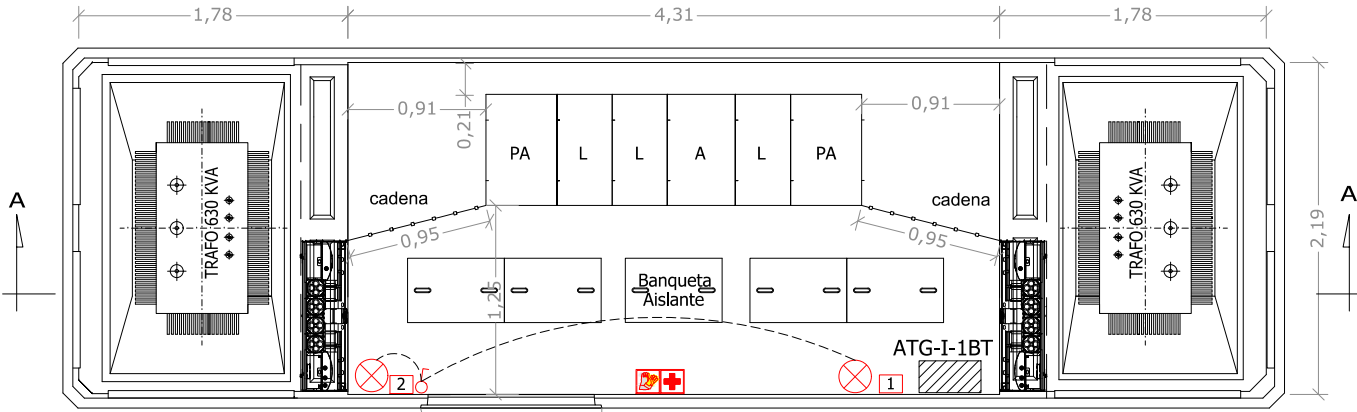 1,78
4,31
1,78
0,91
0,21
0,91
PA
L
L
A
L
PA
TRAFO 630 KVA
TRAFO 630 KVA
cadena
cadena
A
A
0,95
0,95
2,19
1,25
Banqueta
Aislante
ATG-I-1BT
2
1